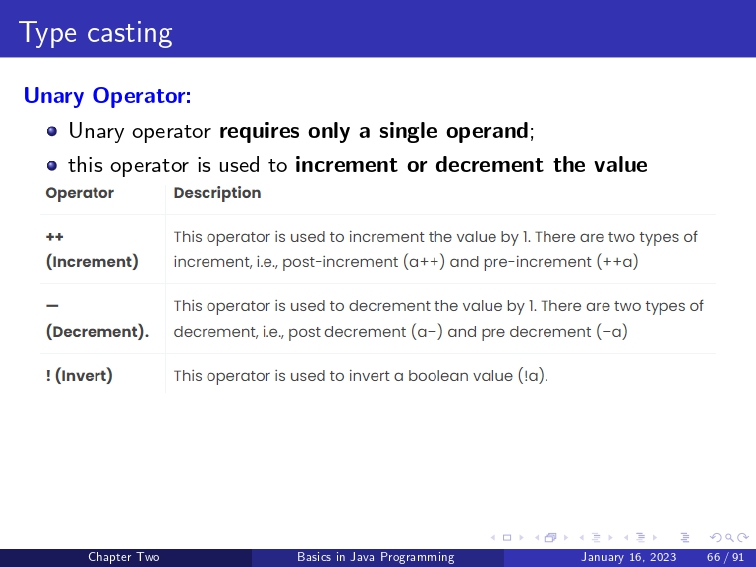 Type casting
Unary Operator:
Unary operator requires only a single operand;
this operator is used to increment or decrement the value
Operator Description
++ This operator is used to increment the value by 1. There are two types of
(Increment) increment, i.e., post-increment (a++) and pre-increment (++a)
— This operator is used to decrement the value by 1. There are two types of
(Decrement). decrement, i.e., post decrement (a-) and pre decrement (-a)
! (Invert) This operator is used to invert a boolean value (!a).
Chapter Two Basics in Java Programming January 16, 2023 66 / 91